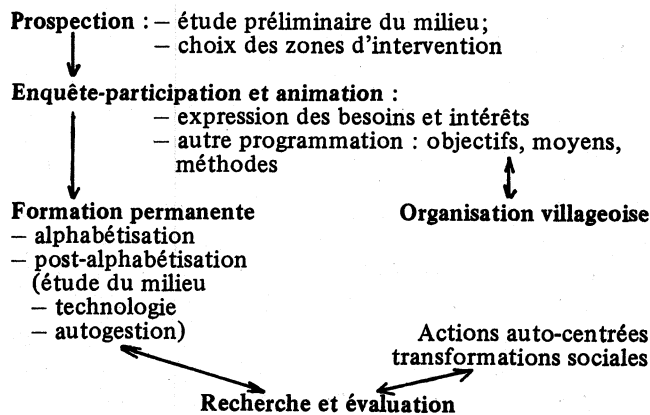 Prospection : — étude préliminaire du milieu;
— choix des zones d'intervention
Enquête-participation et animation :
— expression des besoins et intérêts
— autre programmation : objectifs, moyens,
méthodes
Formation permanente
— alphabétisation
— post-alphabétisation
(étude du milieu
— technologie
— autogestion)
Organisation villageoise
Actions auto-centrées
transformations sociales
Recherche et évaluation